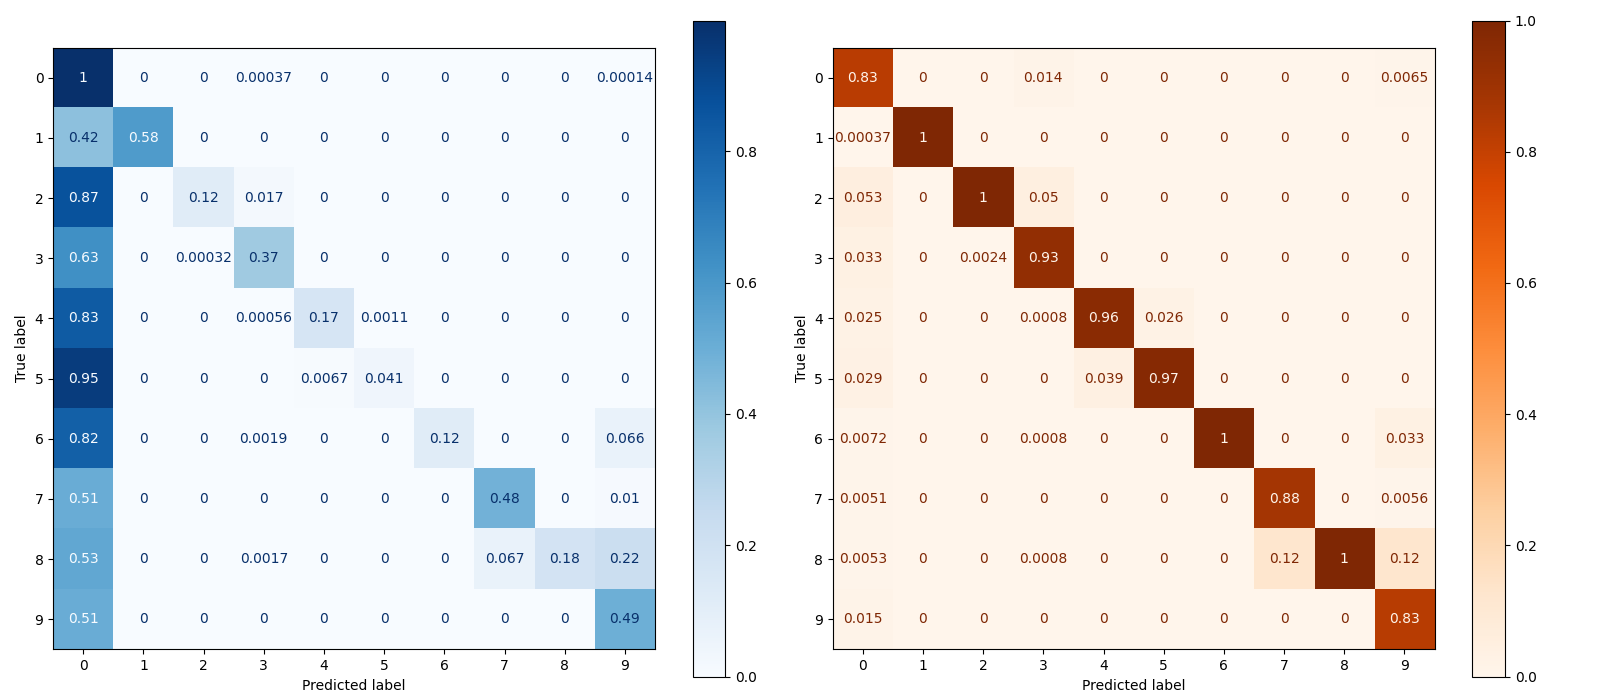 0 1 0 0 0.00037 0 0 0 0 0 0.00014
1 0.42 0.58 0 0 0 0 0 0 0 0
2 0.87 0 0.12 0.017 0 0 0 0 0 0
3 0.63 0 0.00032 0.37 0 0 0 0 0 0
4 0.83 0 0 0.00056 0.17 0.0011 0 0 0 0
5 0.95 0 0 0 0.0067 0.041 0 0 0 0
6 0.82 0 0 0.0019 0 0 0.12 0 0 0.066
7 0.51 0 0 0 0 0 0 0.48 0 0.01
8 0.53 0 0 0.0017 0 0 0 0.067 0.18 0.22
9 0.51 0 0 0 0 0 0 0 0 0.49
0 1 2 3 4 5 6 7 8 9
Predicted label
True label
0.8
0.6
0.4
0.2
0.0
0 0.83 0 0 0.014 0 0 0 0 0 0.0065
1 0.00037 1 0 0 0 0 0 0 0 0
2 0.053 0 1 0.05 0 0 0 0 0 0
3 0.033 0 0.0024 0.93 0 0 0 0 0 0
4 0.025 0 0 0.0008 0.96 0.026 0 0 0 0
5 0.029 0 0 0 0.039 0.97 0 0 0 0
6 0.0072 0 0 0.0008 0 0 1 0 0 0.033
7 0.0051 0 0 0 0 0 0 0.88 0 0.0056
8 0.0053 0 0 0.0008 0 0 0 0.12 1 0.12
9 0.015 0 0 0 0 0 0 0 0 0.83
0 1 2 3 4 5 6 7 8 9
Predicted label
True label
1.0
0.8
0.6
0.4
0.2
0.0